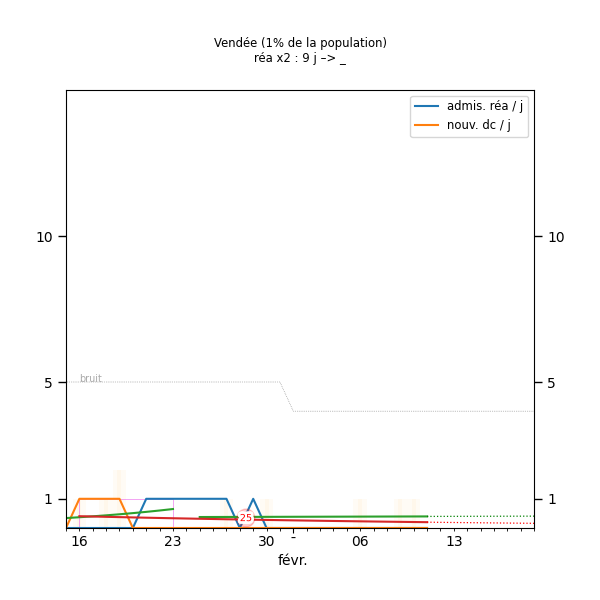 Vendée (1% de la population)
réa x2 : 9 j –> _
admis. réa / j
nouv. dc / j
10 10
bruit
5 5
1 1
25
16 23 30 - 06 13
févr.